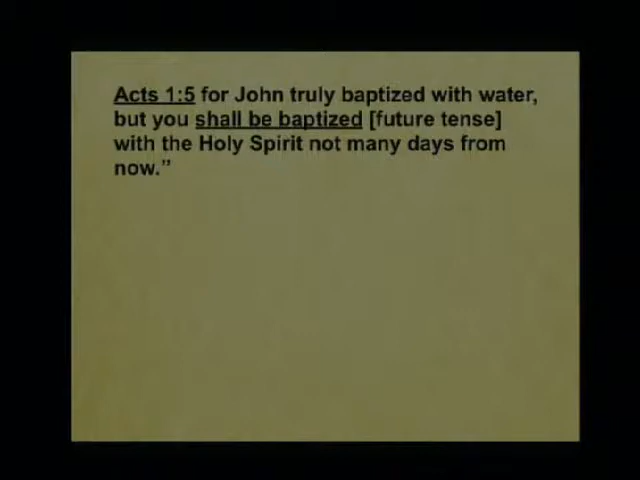 Acts 1:5 for John truly baptized with water,
but you shall be baptized [future tense]
with the Holy Spirit not many days from
now.”